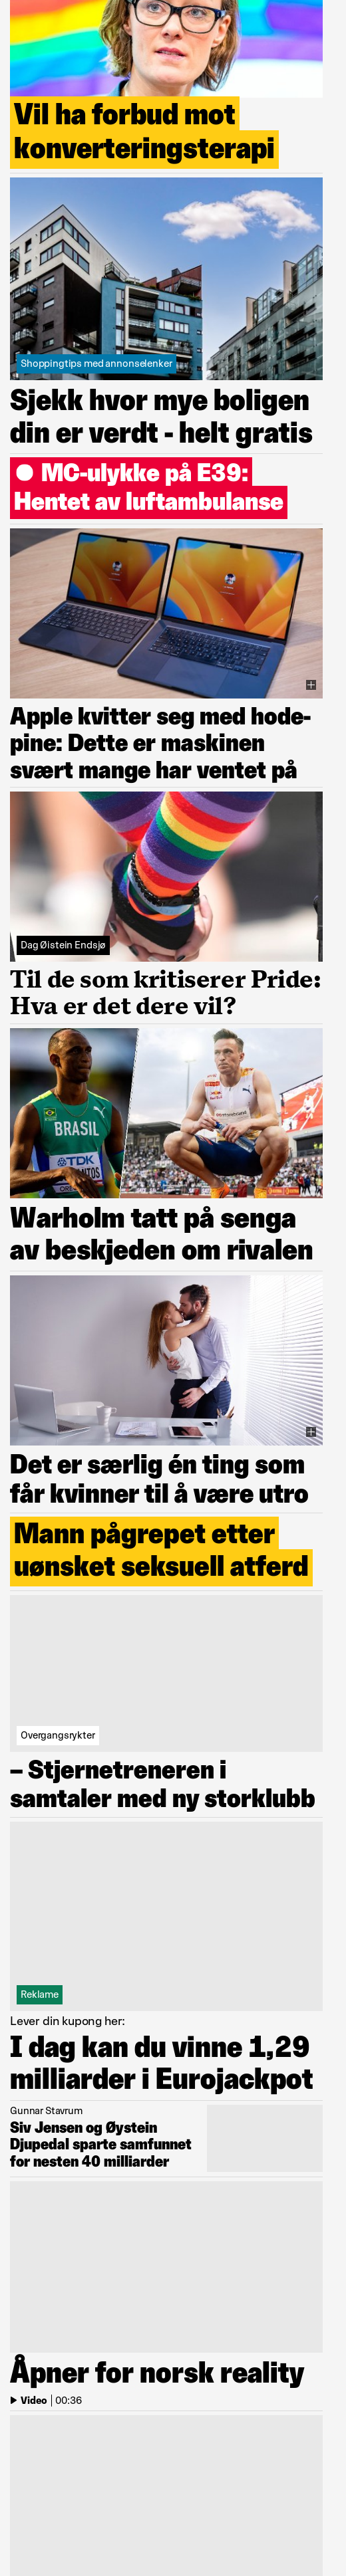 Vil ha forbud mot
konverteringsterapi
Shoppingtips med annonselenker
Sjekk hvor mye boligen
din er verdt - helt gratis
MC-ulykke på E39:
Hentet av luftambulanse
Apple kvitter seg med hode-
pine: Dette er maskinen
svært mange har ventet på
Dag Øistein Endsjø
Til de som kritiserer Pride:
Hva er det dere vil?
BRASIL
TDK
Warholm tatt på senga
av beskjeden om rivalen
Det er særlig én ting som
får kvinner til å være utro
Mann pågrepet etter
uønsket seksuell atferd
Overgangsrykter
– Stjernetreneren i
samtaler med ny storklubb
Reklame
Lever din kupong her:
I dag kan du vinne 1,29
milliarder i Eurojackpot
Gunnar Stavrum
Siv Jensen og Øystein
Djupedal sparte samfunnet
for nesten 40 milliarder
Åpner for norsk reality
Video | 00:36